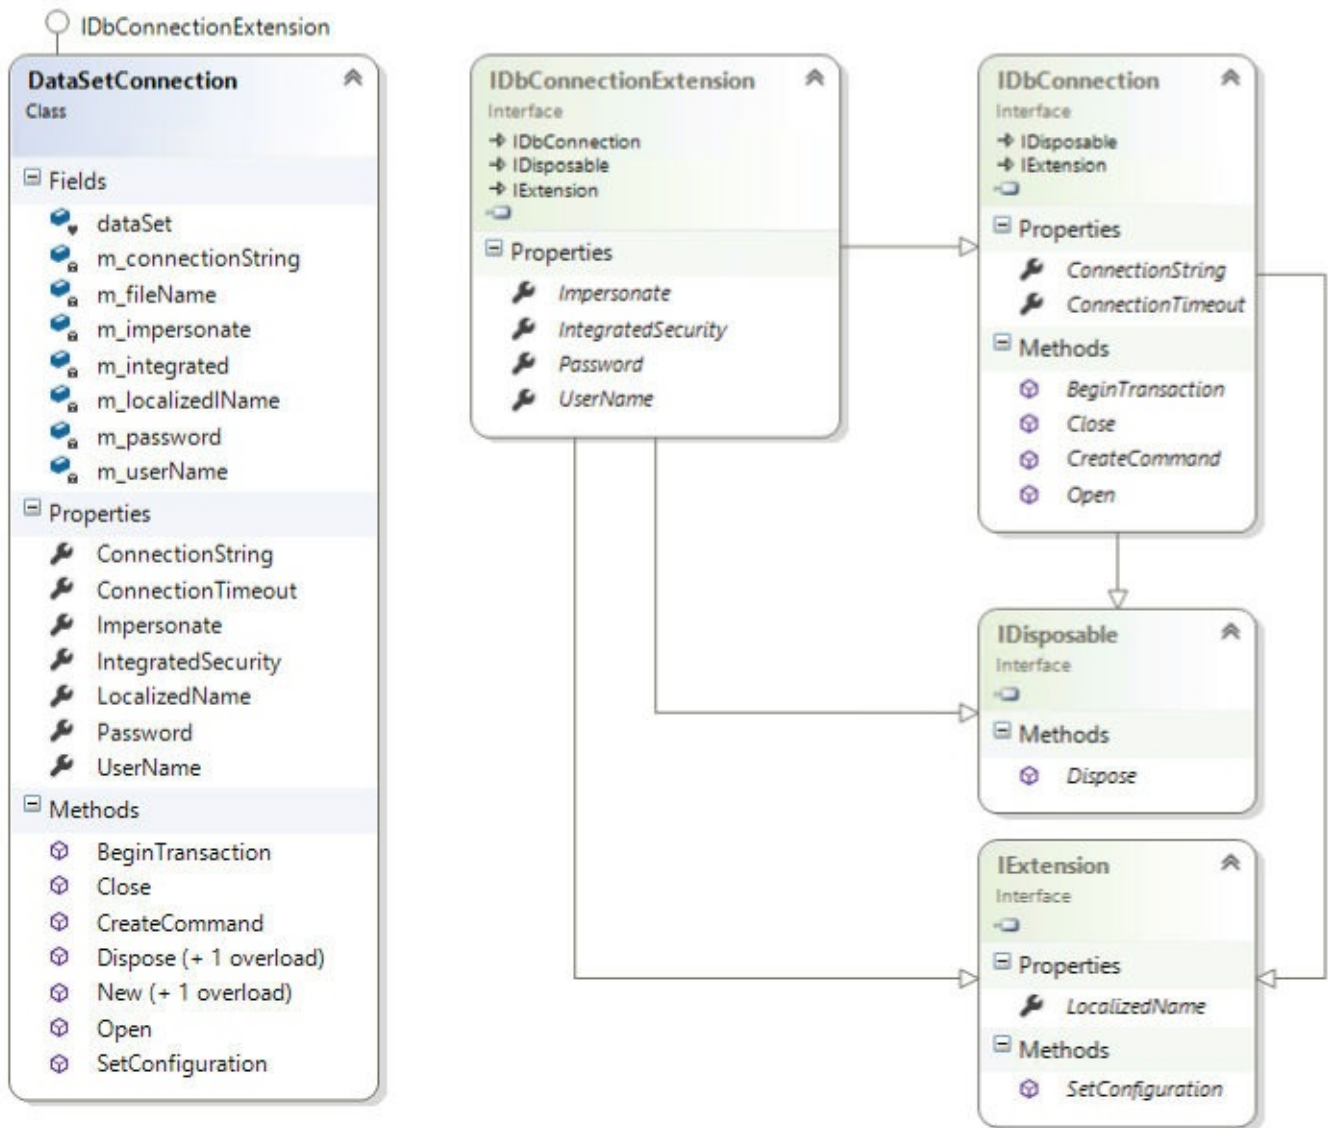 IDbConnectionExtension
DataSetConnection
Class
Fields
dataSet
m_connectionString
m_fileName
m_impersonate
m_integrated
m_localizedlName
m_password
m_userName
Properties
ConnectionString
ConnectionTimeout
Impersonate
IntegratedSecurity
LocalizedName
Password
UserName
Methods
BeginTransaction
Close
CreateCommand
Dispose (+ 1 overload)
New (+ 1 overload)
Open
SetConfiguration
IDbConnectionExtension
Interface
IDbConnection
IDisposable
IExtension
Properties
Impersonate
IntegratedSecurity
Password
UserName
IDbConnection
Interface
IDisposable
IExtension
Properties
ConnectionString
ConnectionTimeout
Methods
BeginTransaction
Close
CreateCommand
Open
IDisposable
Interface
Methods
Dispose
IExtension
Interface
Properties
LocalizedName
Methods
SetConfiguration